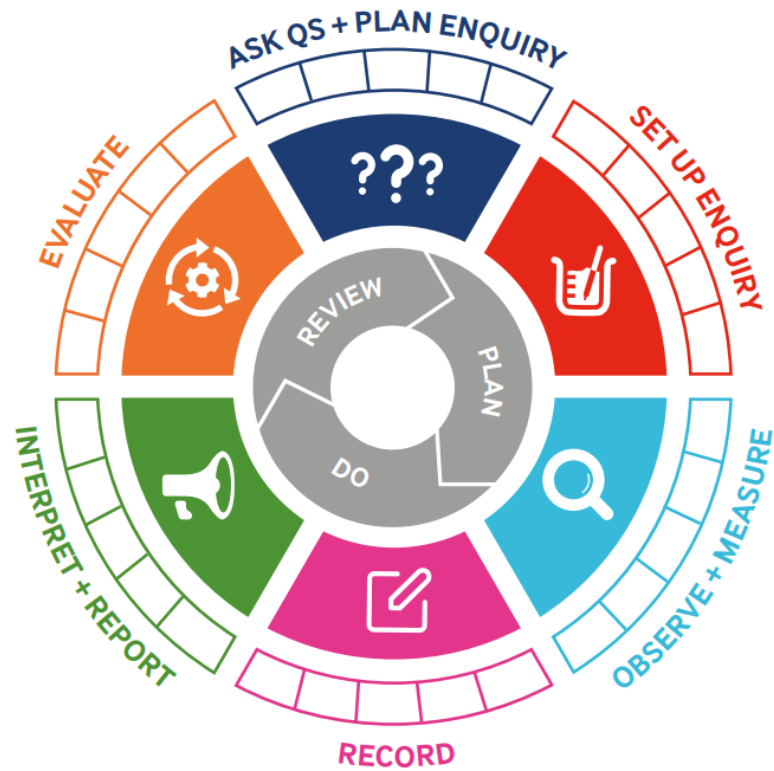 ASK QS + PLAN ENQUIRY
SET UP ENQUIRY
OBSERVE + MEASURE
RECORD
INTERPRET + REPORT
EVALUATE
???
REVIEW
PLAN
DO